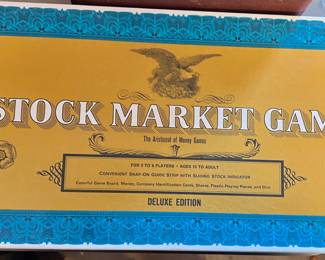 STOCK MARKET GAM
The Aristocrat of Money Games
FOR 2 TO 6 PLAYERS • AGES 10 TO ADULT
CONVENIENT SNAP-ON GUIDE STRIP WITH SLIDING STOCK INDICATOR
Colorful Game Board, Money, Company Identification Cards, Shares, Plastic Playing Pieces, and Dice
DELUXE EDITION